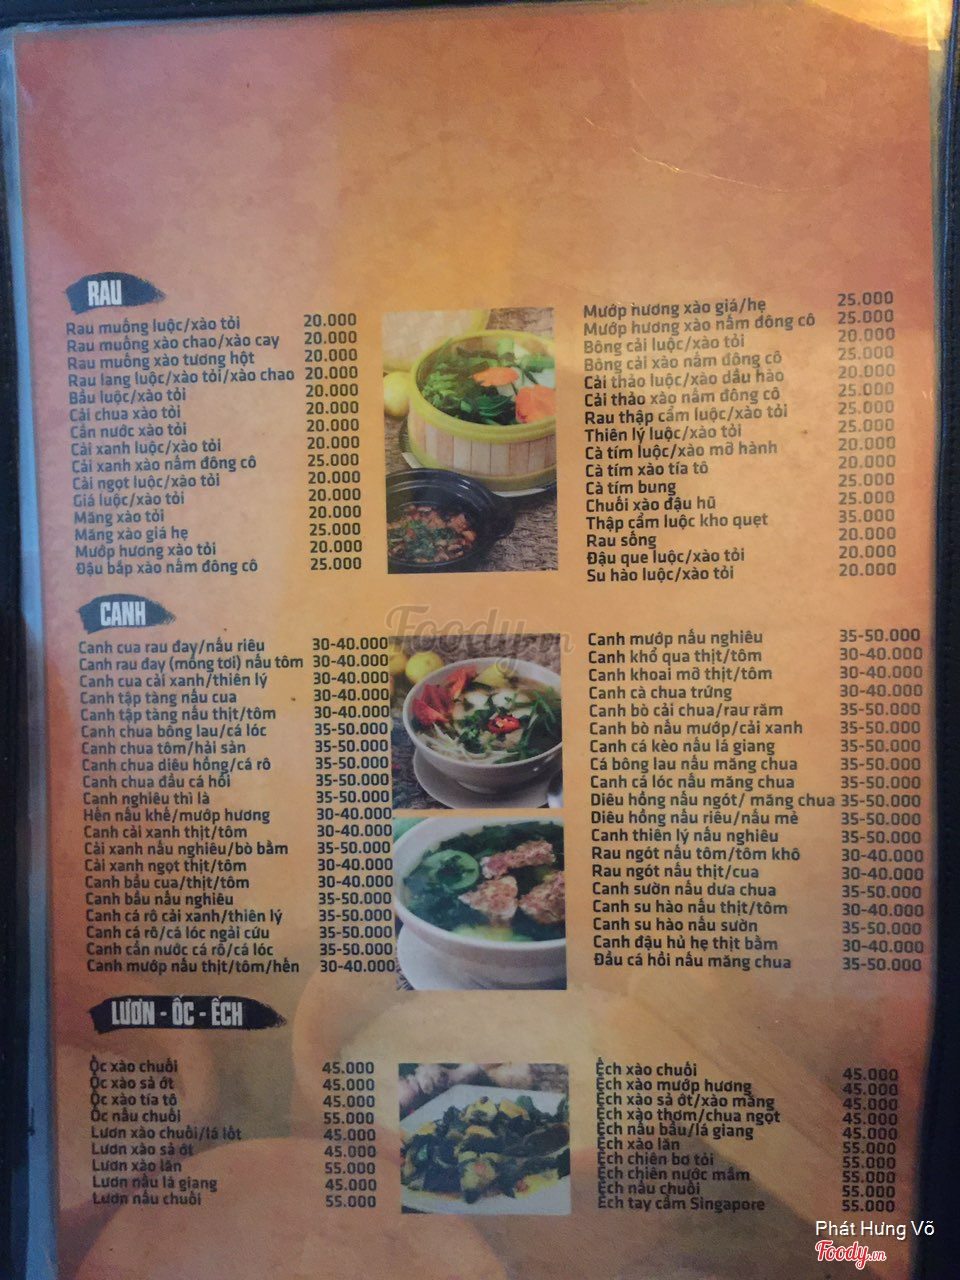 RAU
Rau muống luộc/xào tỏi 20.000
Rau muống xào chao/xào cay 20.000
Rau muống xào tương hột 20.000
Rau lang luộc/xào tỏi/xào chao 20.000
Bầu luộc/xào tỏi 20.000
Cải chua xào tỏi 20.000
Cần nước xào tỏi 20.000
Cải xanh luộc/xào tỏi 20.000
Cải xanh xào nấm đông cô 25.000
Cải ngọt luộc/xào tỏi 20.000
Giá luộc/xào tỏi 20.000
Măng xào tỏi 20.000
Măng xào giá hẹ 25.000
Mướp hương xào tỏi 20.000
Đậu bắp xào nấm đông cô 25.000
Mướp hương xào giá/hẹ 25.000
Mướp hương xào nấm đông cô 25.000
Bông cải luộc/xào tỏi 20.000
Bông cải xào nấm đông cô 25.000
Cải thảo luộc/xào dầu hào 20.000
Cải thảo xào nấm đông cô 25.000
Rau thập cẩm luộc/xào tỏi 25.000
Thiên lý luộc/xào tỏi 25.000
Cà tím luộc/xào mỡ hành 20.000
Cà tím xào tía tô 20.000
Cà tím bung 25.000
Chuối xào đậu hũ 25.000
Thập cẩm luộc kho quẹt 35.000
Rau sống 20.000
Đậu que luộc/xào tỏi 20.000
Su hào luộc/xào tỏi 20.000
CANH
Canh cua rau đay/nấu riêu 30-40.000
Canh rau đay (mồng tơi) nấu tôm 30-40.000
Canh cua cải xanh/thiên lý 30-40.000
Canh tập tàng nấu cua 30-40.000
Canh tập tàng nấu thịt/tôm 30-40.000
Canh chua bông lau/cá lóc 35-50.000
Canh chua tôm/hải sản 35-50.000
Canh chua diêu hồng/cá rô 35-50.000
Canh chua đầu cá hồi 35-50.000
Canh nghiêu thì là 35-50.000
Hến nấu khế/mướp hương 30-40.000
Canh cải xanh thịt/tôm 30-40.000
Cải xanh nấu nghiêu/bò bằm 35-50.000
Cải xanh ngọt thịt/tôm 30-40.000
Canh bầu cua/thịt/tôm 30-40.000
Canh bầu nấu nghiêu 35-50.000
Canh cá rô cải xanh/thiên lý 35-50.000
Canh cá rô/cá lóc ngải cứu 35-50.000
Canh cần nước cá rô/cá lóc 35-50.000
Canh mướp nấu thịt/tôm/hến 30-40.000
Canh mướp nấu nghiêu 35-50.000
Canh khổ qua thịt/tôm 30-40.000
Canh khoai mỡ thịt/tôm 30-40.000
Canh cà chua trứng 30-40.000
Canh bò cải chua/rau răm 35-50.000
Canh bò nấu mướp/cải xanh 35-50.000
Canh cá kèo nấu lá giang 35-50.000
Cá bông lau nấu măng chua 35-50.000
Canh cá lóc nấu măng chua 35-50.000
Diêu hồng nấu ngót/ măng chua 35-50.000
Diêu hồng nấu riêu/nấu mẻ 35-50.000
Canh thiên lý nấu nghiêu 35-50.000
Rau ngót nấu tôm/tôm khô 30-40.000
Rau ngót nấu thịt/cua 30-40.000
Canh sườn nấu dưa chua 35-50.000
Canh su hào nấu thịt/tôm 30-40.000
Canh su hào nấu sườn 35-50.000
Canh đậu hủ hẹ thịt bằm 30-40.000
Đầu cá hồi nấu măng chua 35-50.000
LƯƠN - ỐC - ẾCH
Ốc xào chuối 45.000
Ốc xào sả ớt 45.000
Ốc xào tía tô 45.000
Ốc nấu chuối 55.000
Lươn xào chuối/lá lốt 45.000
Lươn xào sả ớt 45.000
Lươn xào lăn 55.000
Lươn nấu lá giang 45.000
Lươn nấu chuối 55.000
Ếch xào chuối 45.000
Ếch xào mướp hương 45.000
Ếch xào sả ớt/xào măng 45.000
Ếch xào thơm/chua ngọt 45.000
Ếch nấu bầu/lá giang 45.000
Ếch xào lăn 55.000
Ếch chiên bơ tỏi 55.000
Ếch chiên nước mắm 55.000
Ếch nấu chuối 55.000
Ếch tay cầm Singapore 55.000
Foody.vn
Phát Hưng Võ
Foody.vn